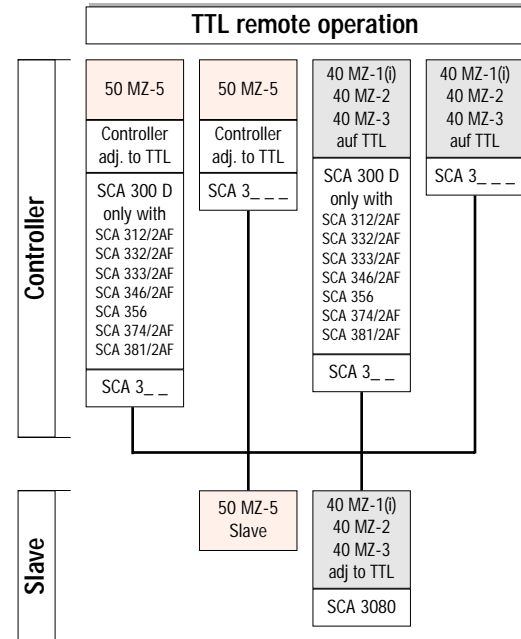 TTL remote operation
Controller
50 MZ-5
Controller
adj. to TTL
SCA 300 D
only with
SCA 312/2AF
SCA 332/2AF
SCA 333/2AF
SCA 346/2AF
SCA 356
SCA 374/2AF
SCA 381/2AF
SCA 3_ _
50 MZ-5
Controller
adj. to TTL
SCA 3_ _ _
40 MZ-1(i)
40 MZ-2
40 MZ-3
auf TTL
SCA 300 D
only with
SCA 312/2AF
SCA 332/2AF
SCA 333/2AF
SCA 346/2AF
SCA 356
SCA 374/2AF
SCA 381/2AF
SCA 3_ _
40 MZ-1(i)
40 MZ-2
40 MZ-3
auf TTL
SCA 3_ _ _
Slave
50 MZ-5
Slave
40 MZ-1(i)
40 MZ-2
40 MZ-3
adj to TTL
SCA 3080